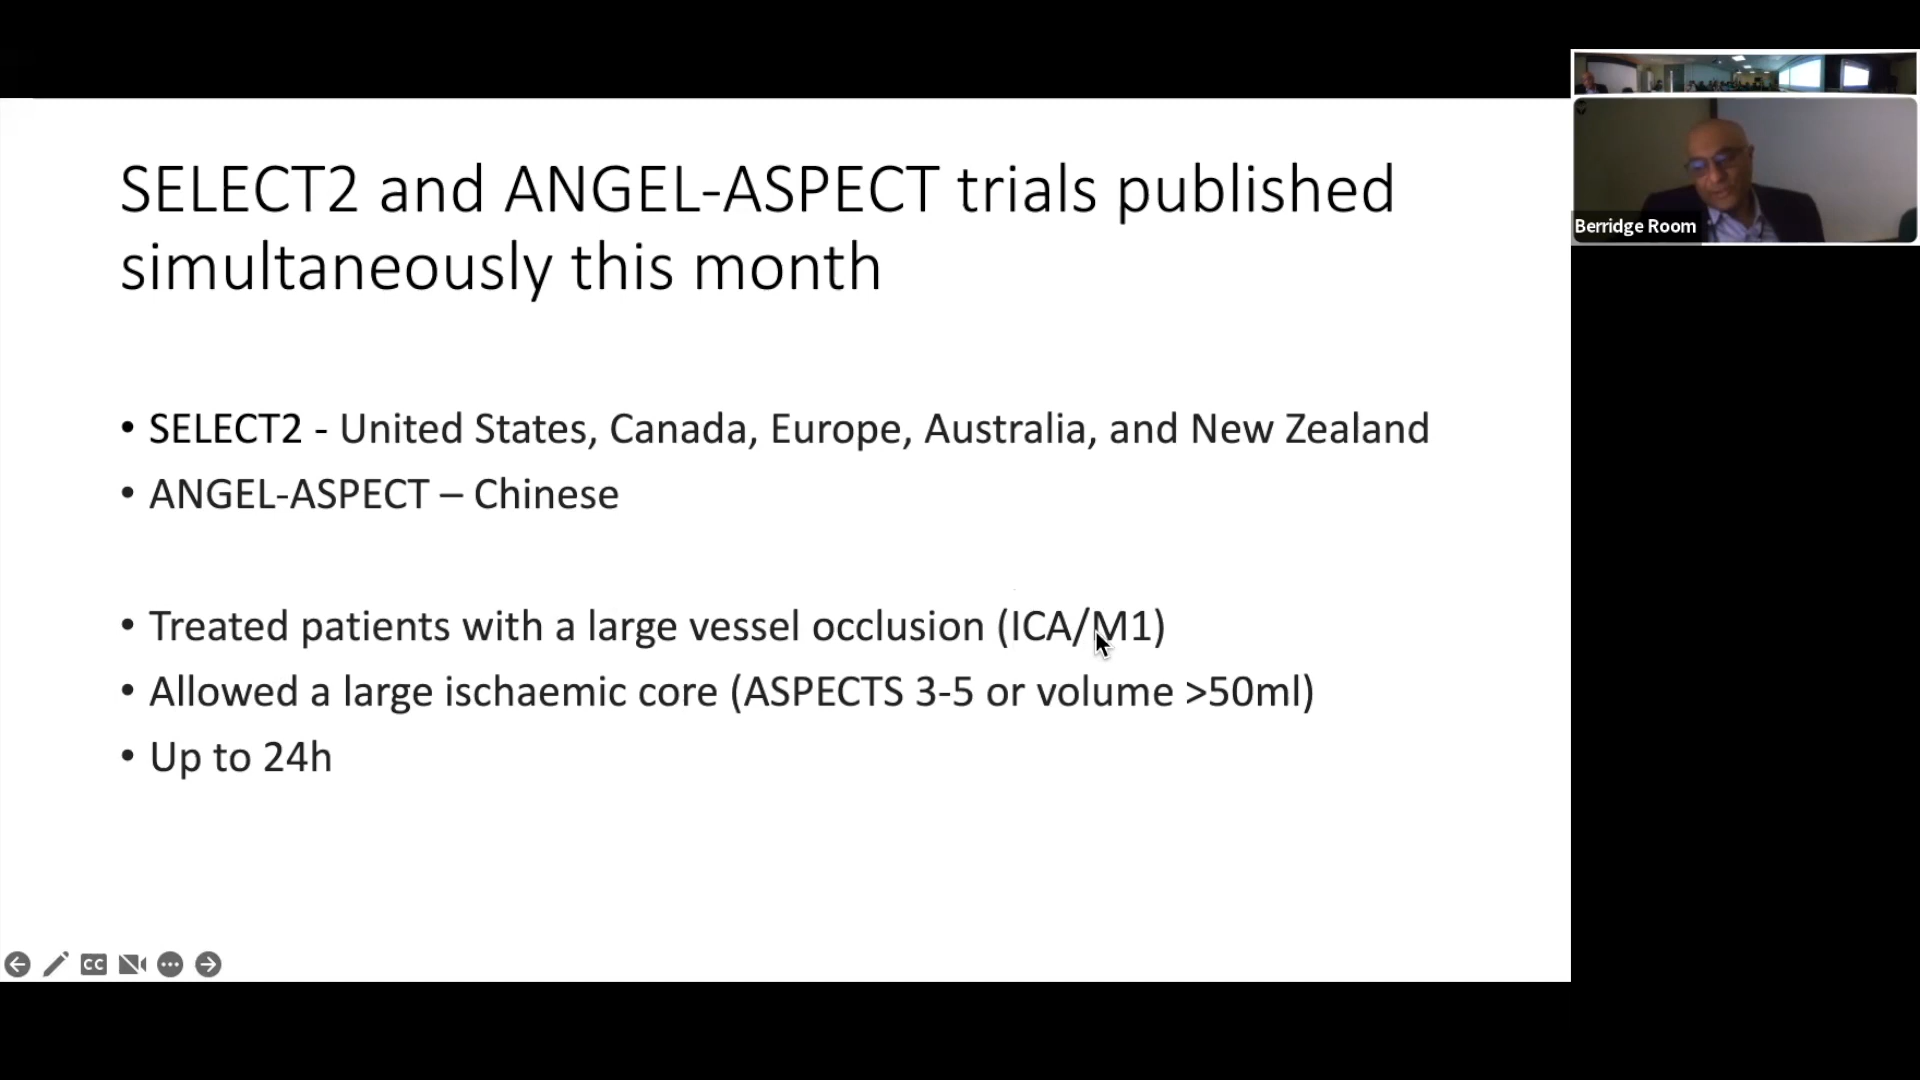 SELECT2 and ANGEL-ASPECT trials published
simultaneously this month
• SELECT2 - United States, Canada, Europe, Australia, and New Zealand
• ANGEL-ASPECT – Chinese
• Treated patients with a large vessel occlusion (ICA/M1)
• Allowed a large ischaemic core (ASPECTS 3-5 or volume >50ml)
• Up to 24h
Berridge Room
CC